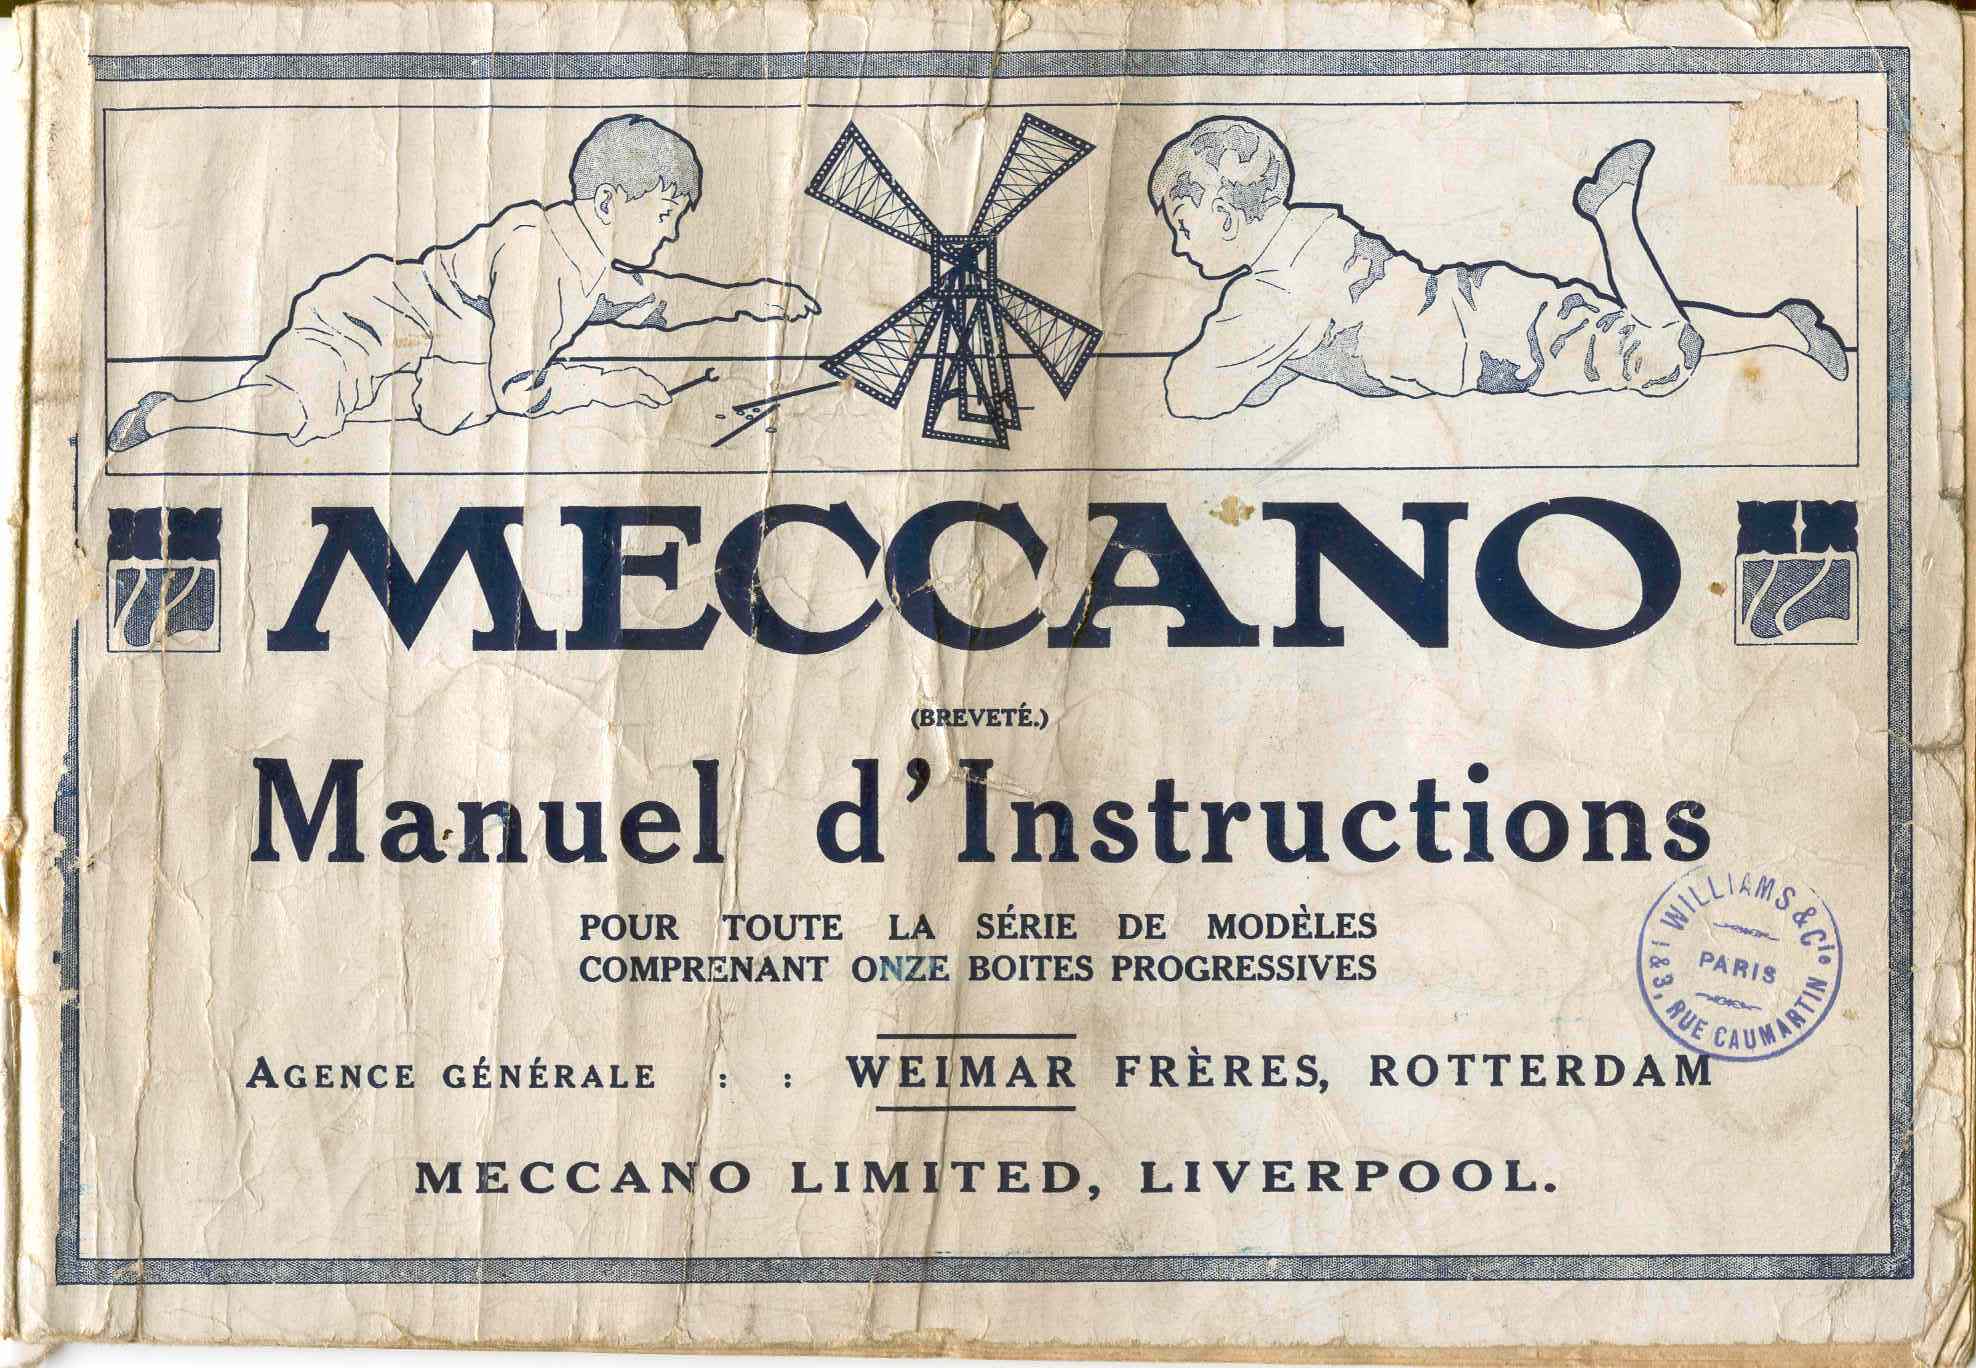 MECCANO
(BREVETÉ.)
Manuel d'Instructions
POUR TOUTE LA SÉRIE DE MODÈLES
COMPRENANT ONZE BOITES PROGRESSIVES
WILLIAMS & Cie
PARIS
1 & 3, RUE CAUMARTIN
AGENCE GÉNÉRALE : : WEIMAR FRÈRES, ROTTERDAM
MECCANO LIMITED, LIVERPOOL.